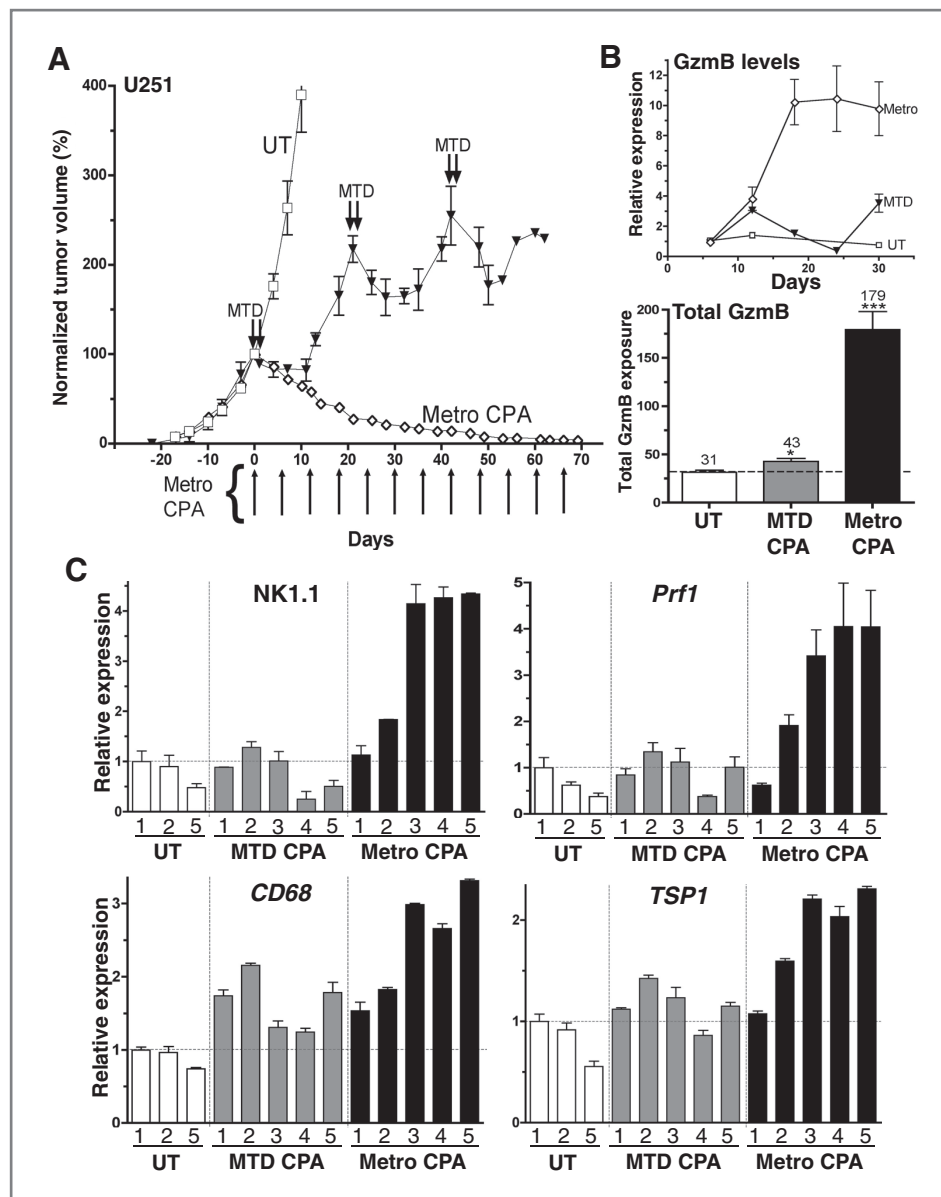 A
U251
Normalized tumor volume (%)
400
300
200
100
0
UT
MTD
MTD
MTD
Metro CPA
-20 -10 0 10 20 30 40 50 60 70
Metro
CPA
{
Days
B
GzmB levels
Relative expression
12
10
8
6
4
2
0
Metro
MTD
UT
0 10 20 30
Days
Total GzmB
Total GzmB exposure
200
150
100
50
0
31
43
*
179
***
UT MTD CPA Metro CPA
C
NK1.1
Relative expression
4
2
1
0
1 2 5 1 2 3 4 5 1 2 3 4 5
UT MTD CPA Metro CPA
Prf1
5
4
3
2
1
0
1 2 5 1 2 3 4 5 1 2 3 4 5
UT MTD CPA Metro CPA
CD68
Relative expression
3
2
1
0
1 2 5 1 2 3 4 5 1 2 3 4 5
UT MTD CPA Metro CPA
TSP1
2
1
0
1 2 5 1 2 3 4 5 1 2 3 4 5
UT MTD CPA Metro CPA